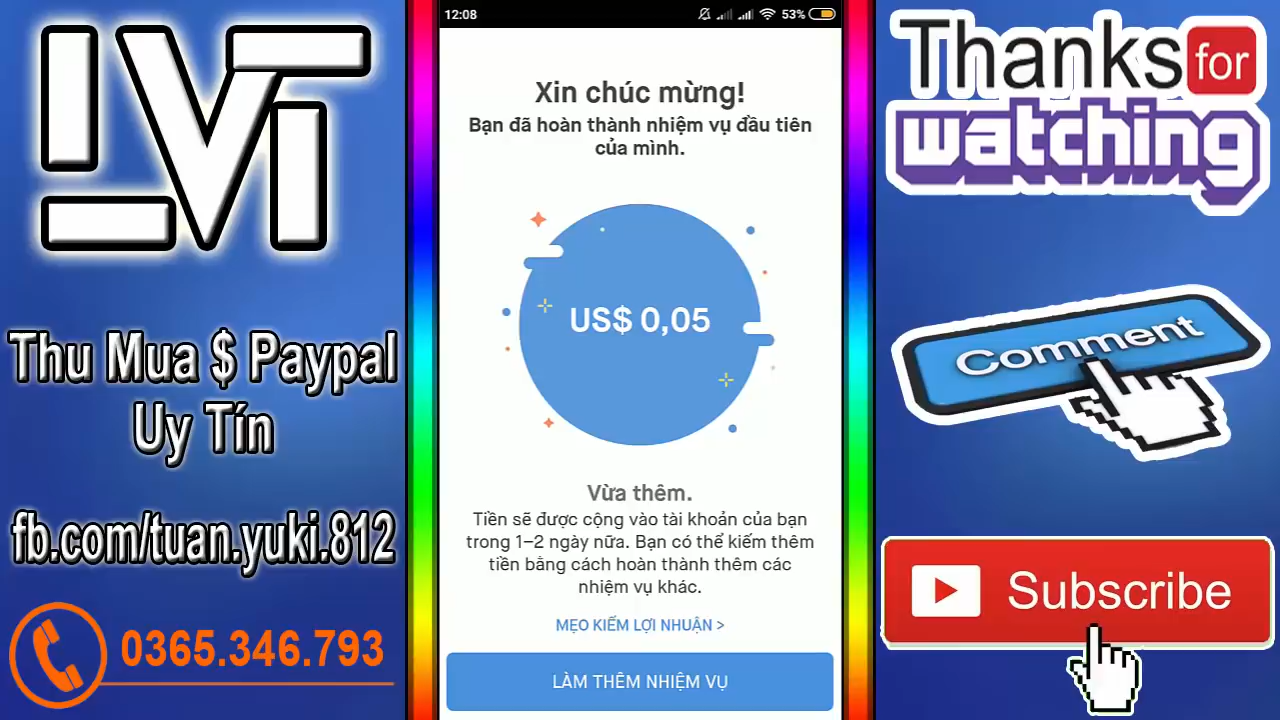 LVT
Thu Mua $ Paypal
Uy Tín
fb.com/tuan.yuki.812
0365.346.793
12:08
53%
Xin chúc mừng!
Bạn đã hoàn thành nhiệm vụ đầu tiên
của mình.
US$ 0,05
Vừa thêm.
Tiền sẽ được cộng vào tài khoản của bạn
trong 1–2 ngày nữa. Bạn có thể kiếm thêm
tiền bằng cách hoàn thành thêm các
nhiệm vụ khác.
MẸO KIẾM LỢI NHUẬN >
LÀM THÊM NHIỆM VỤ
Thanks for
watching
Comment
Subscribe